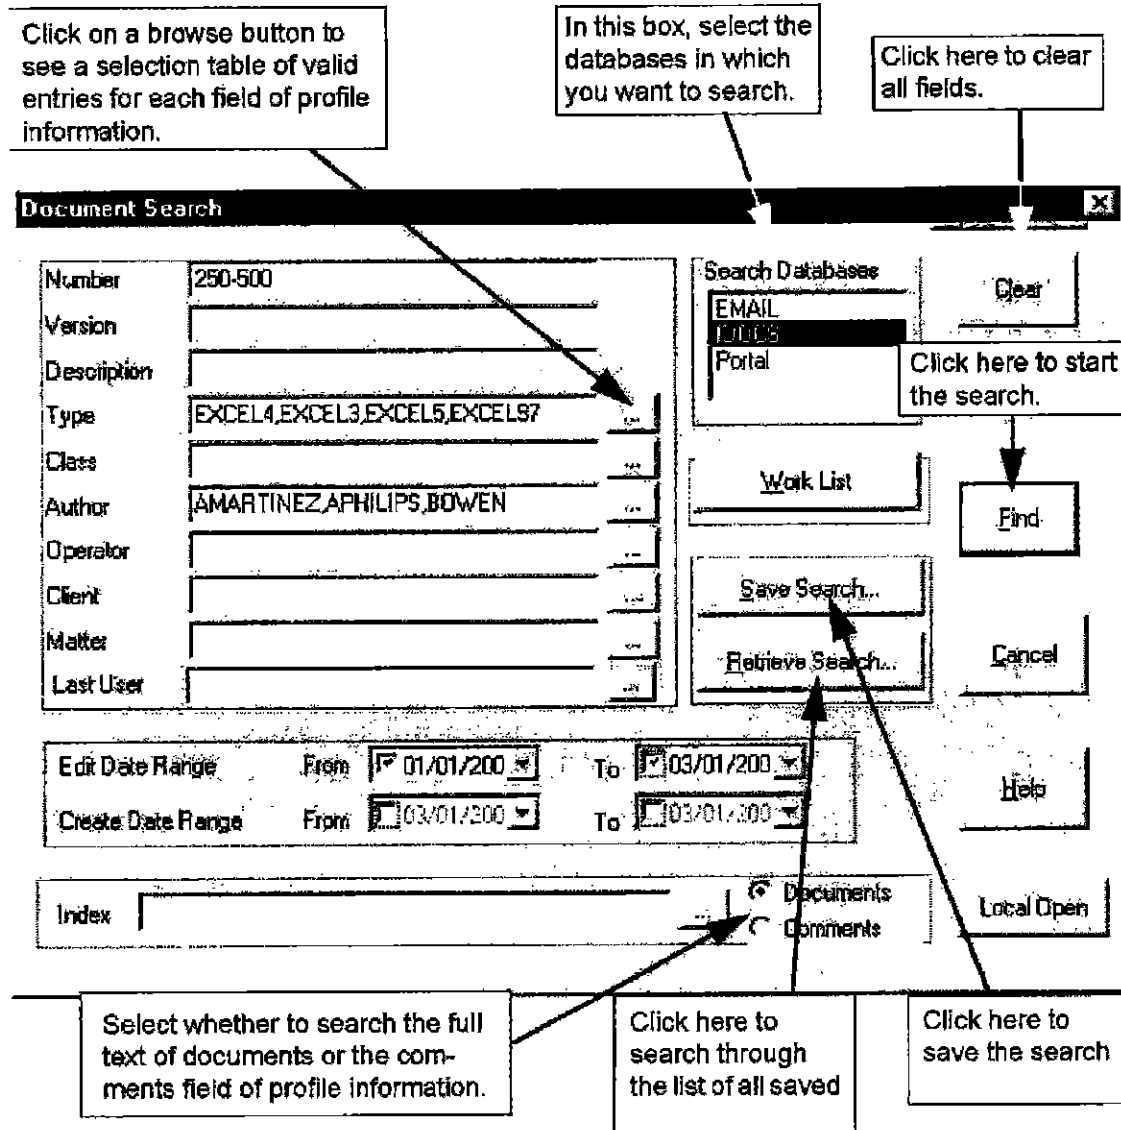 Click on a browse button to
see a selection table of valid
entries for each field of profile
information.
In this box, select the
databases in which
you want to search.
Click here to clear
all fields.
Document Search
Number 250-500
Version
Description
Type EXCEL4,EXCEL3,EXCEL5,EXCEL97 ...
Class ...
Author AMARTINEZ,APHILIPS,BOWEN ...
Operator ...
Client ...
Matter ...
Last User ...
Search Databases
EMAIL
Portal
Clear
Click here to start
the search.
Work List
Find
Save Search...
Retrieve Search...
Cancel
Edit Date Range From 01/01/200 To 03/01/200
Create Date Range From 03/01/200 To 03/01/200
Help
Index ...
Documents
Comments
Local Open
Select whether to search the full
text of documents or the com-
ments field of profile information.
Click here to
search through
the list of all saved
Click here to
save the search